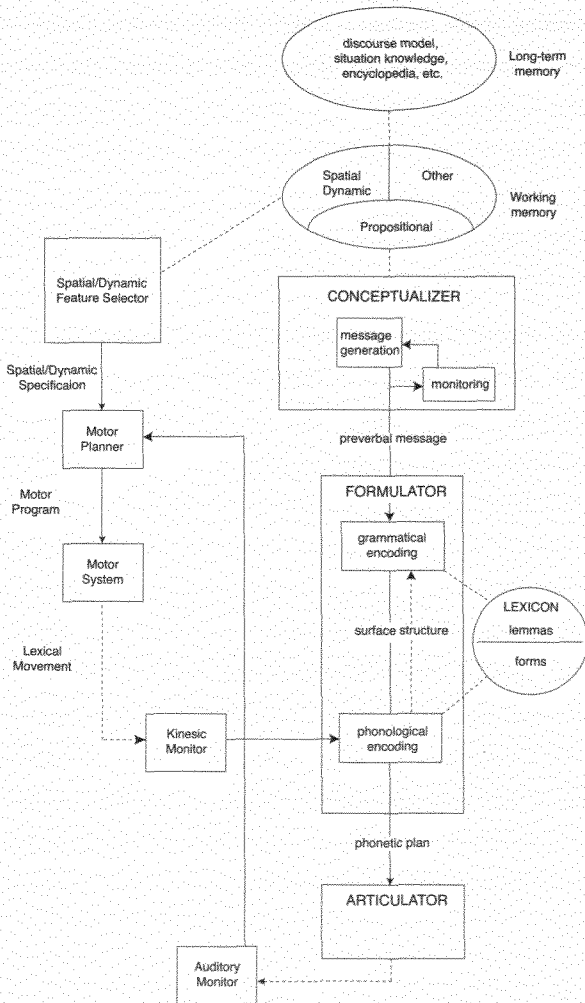 discourse model,
situation knowledge,
encyclopedia, etc.
Long-term
memory
Spatial
Dynamic
Other
Propositional
Working
memory
Spatial/Dynamic
Feature Selector
CONCEPTUALIZER
message
generation
monitoring
Spatial/Dynamic
Specificaion
Motor
Planner
preverbal message
Motor
Program
FORMULATOR
grammatical
encoding
Motor
System
LEXICON
lemmas
forms
surface structure
Lexical
Movement
Kinesic
Monitor
phonological
encoding
phonetic plan
ARTICULATOR
Auditory
Monitor